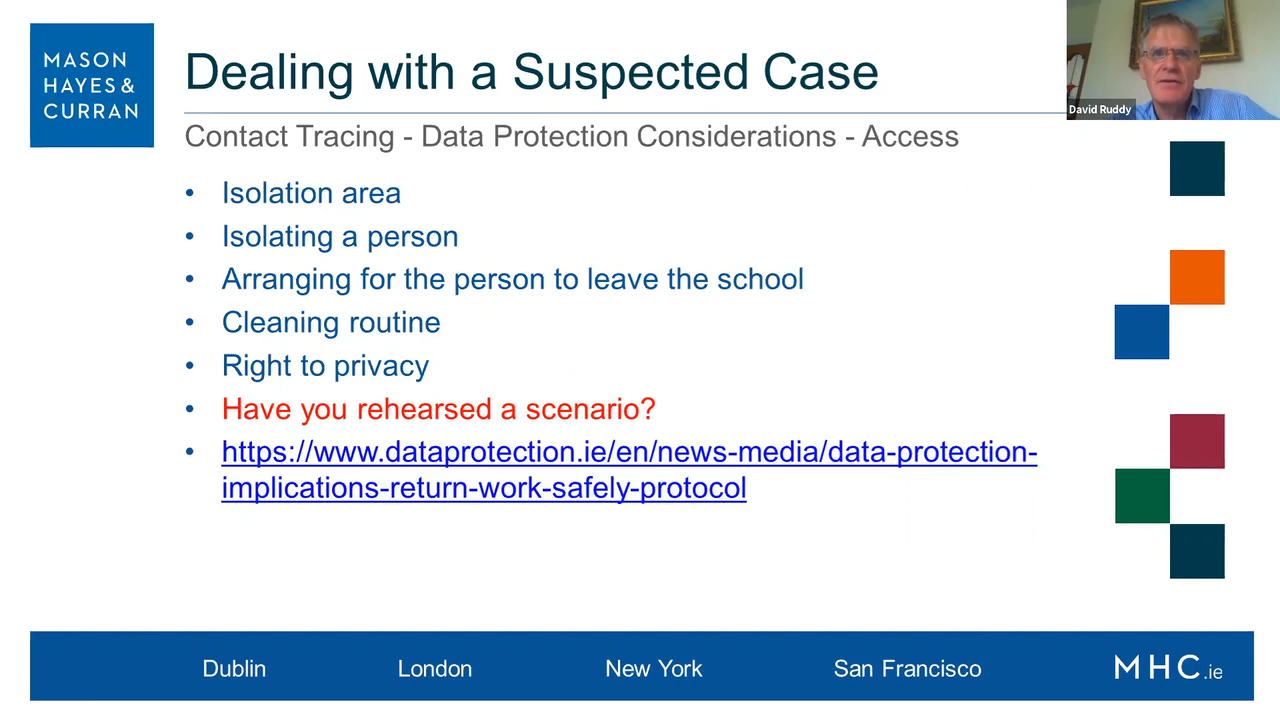 MASON
HAYES &
CURRAN
Dealing with a Suspected Case
David Ruddy
Contact Tracing - Data Protection Considerations - Access
• Isolation area
• Isolating a person
• Arranging for the person to leave the school
• Cleaning routine
• Right to privacy
• Have you rehearsed a scenario?
• https://www.dataprotection.ie/en/news-media/data-protection-
implications-return-work-safely-protocol
Dublin London New York San Francisco MHC.ie